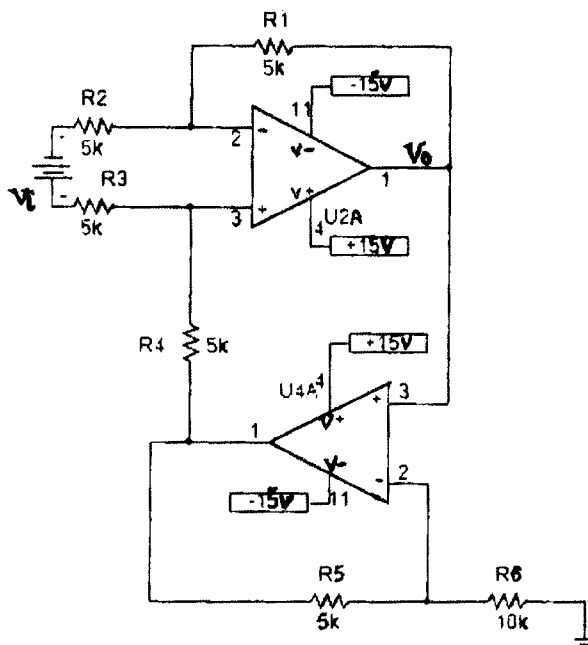 R1
5k
11
-15V
R2
5k
2
-
V-
Vo
1
-
-
Vi
R3
5k
3
+
V+
4
U2A
+15V
R4
5k
+15V
U4A
4
3
+
V+
1
V-
-
2
-15V
11
R5
5k
R6
10k